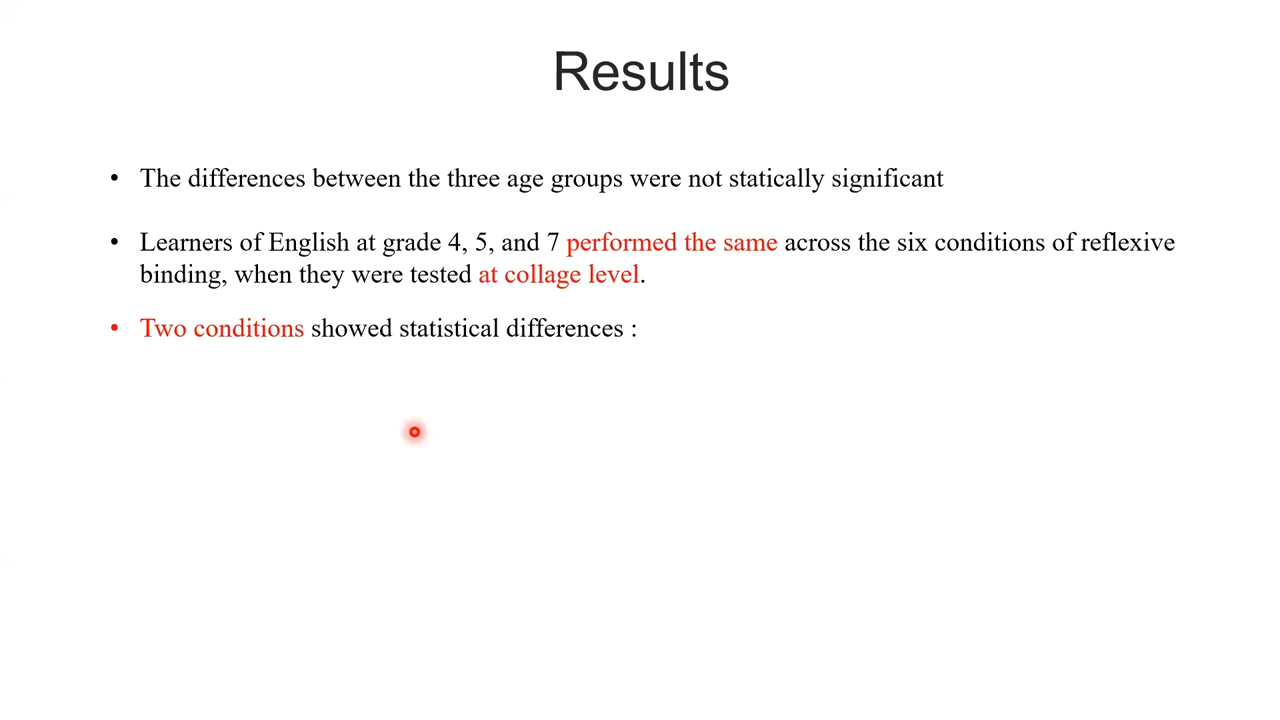 Results
• The differences between the three age groups were not statically significant
• Learners of English at grade 4, 5, and 7 performed the same across the six conditions of reflexive
binding, when they were tested at collage level.
• Two conditions showed statistical differences :